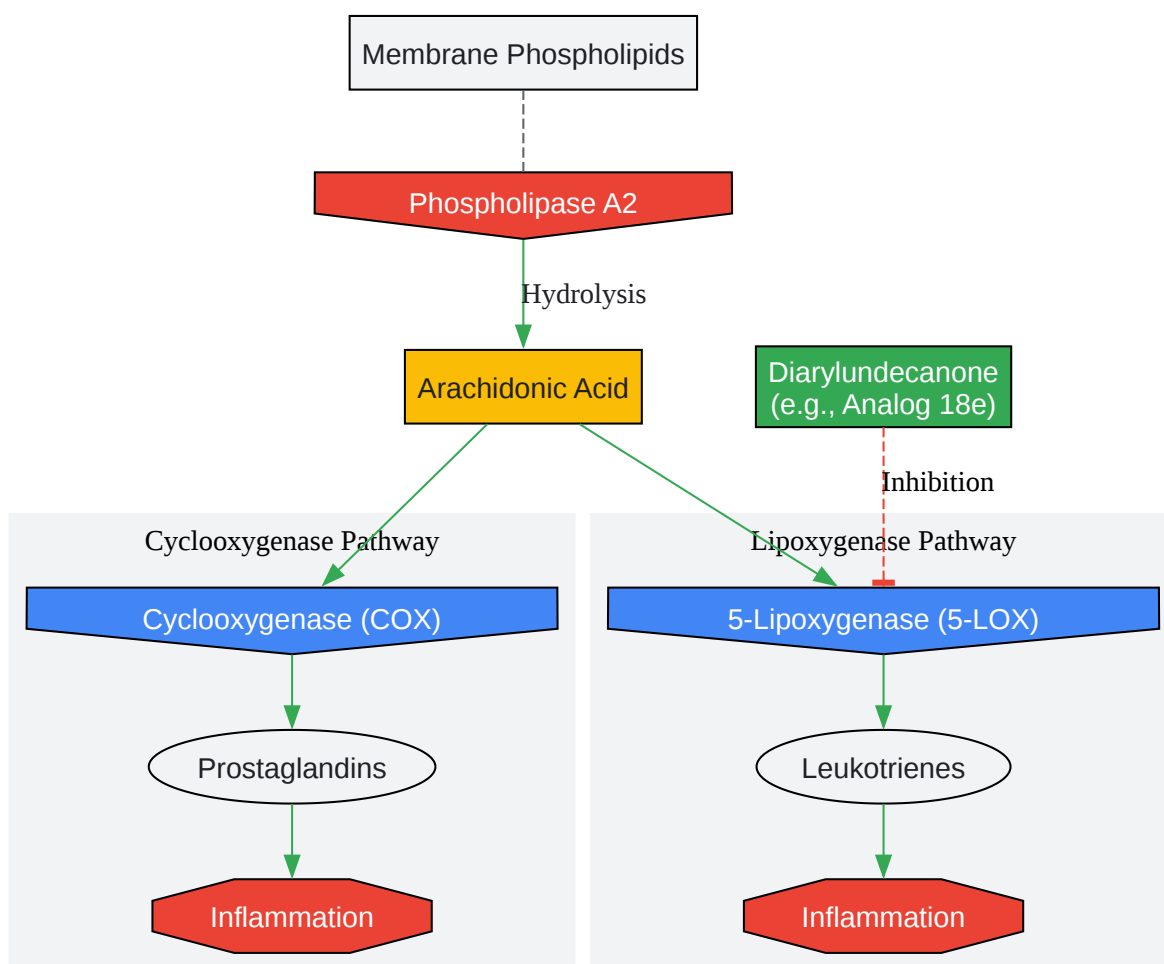 Membrane Phospholipids
Phospholipase A2
Hydrolysis
Arachidonic Acid
Diarylundecanone
(e.g., Analog 18e)
Inhibition
Cyclooxygenase Pathway
Lipoxygenase Pathway
Cyclooxygenase (COX)
5-Lipoxygenase (5-LOX)
Prostaglandins
Leukotrienes
Inflammation
Inflammation